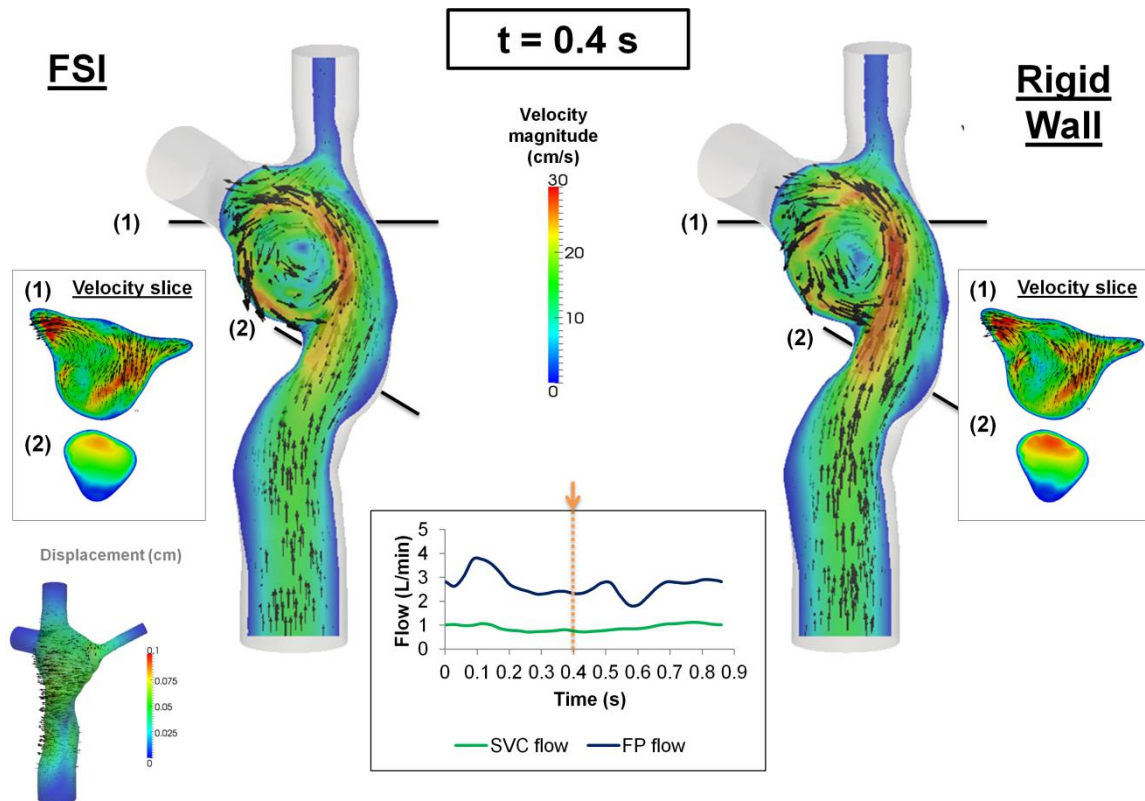 t = 0.4 s
FSI
Rigid
Wall
Velocity
magnitude
(cm/s)
30
20
10
0
(1)
(2)
(1)
(2)
(1) Velocity slice
(2)
(1) Velocity slice
(2)
Displacement (cm)
0.1
0.075
0.05
0.025
0
Flow (L/min)
5
4
3
2
1
0
0 0.1 0.2 0.3 0.4 0.5 0.6 0.7 0.8 0.9
Time (s)
SVC flow FP flow